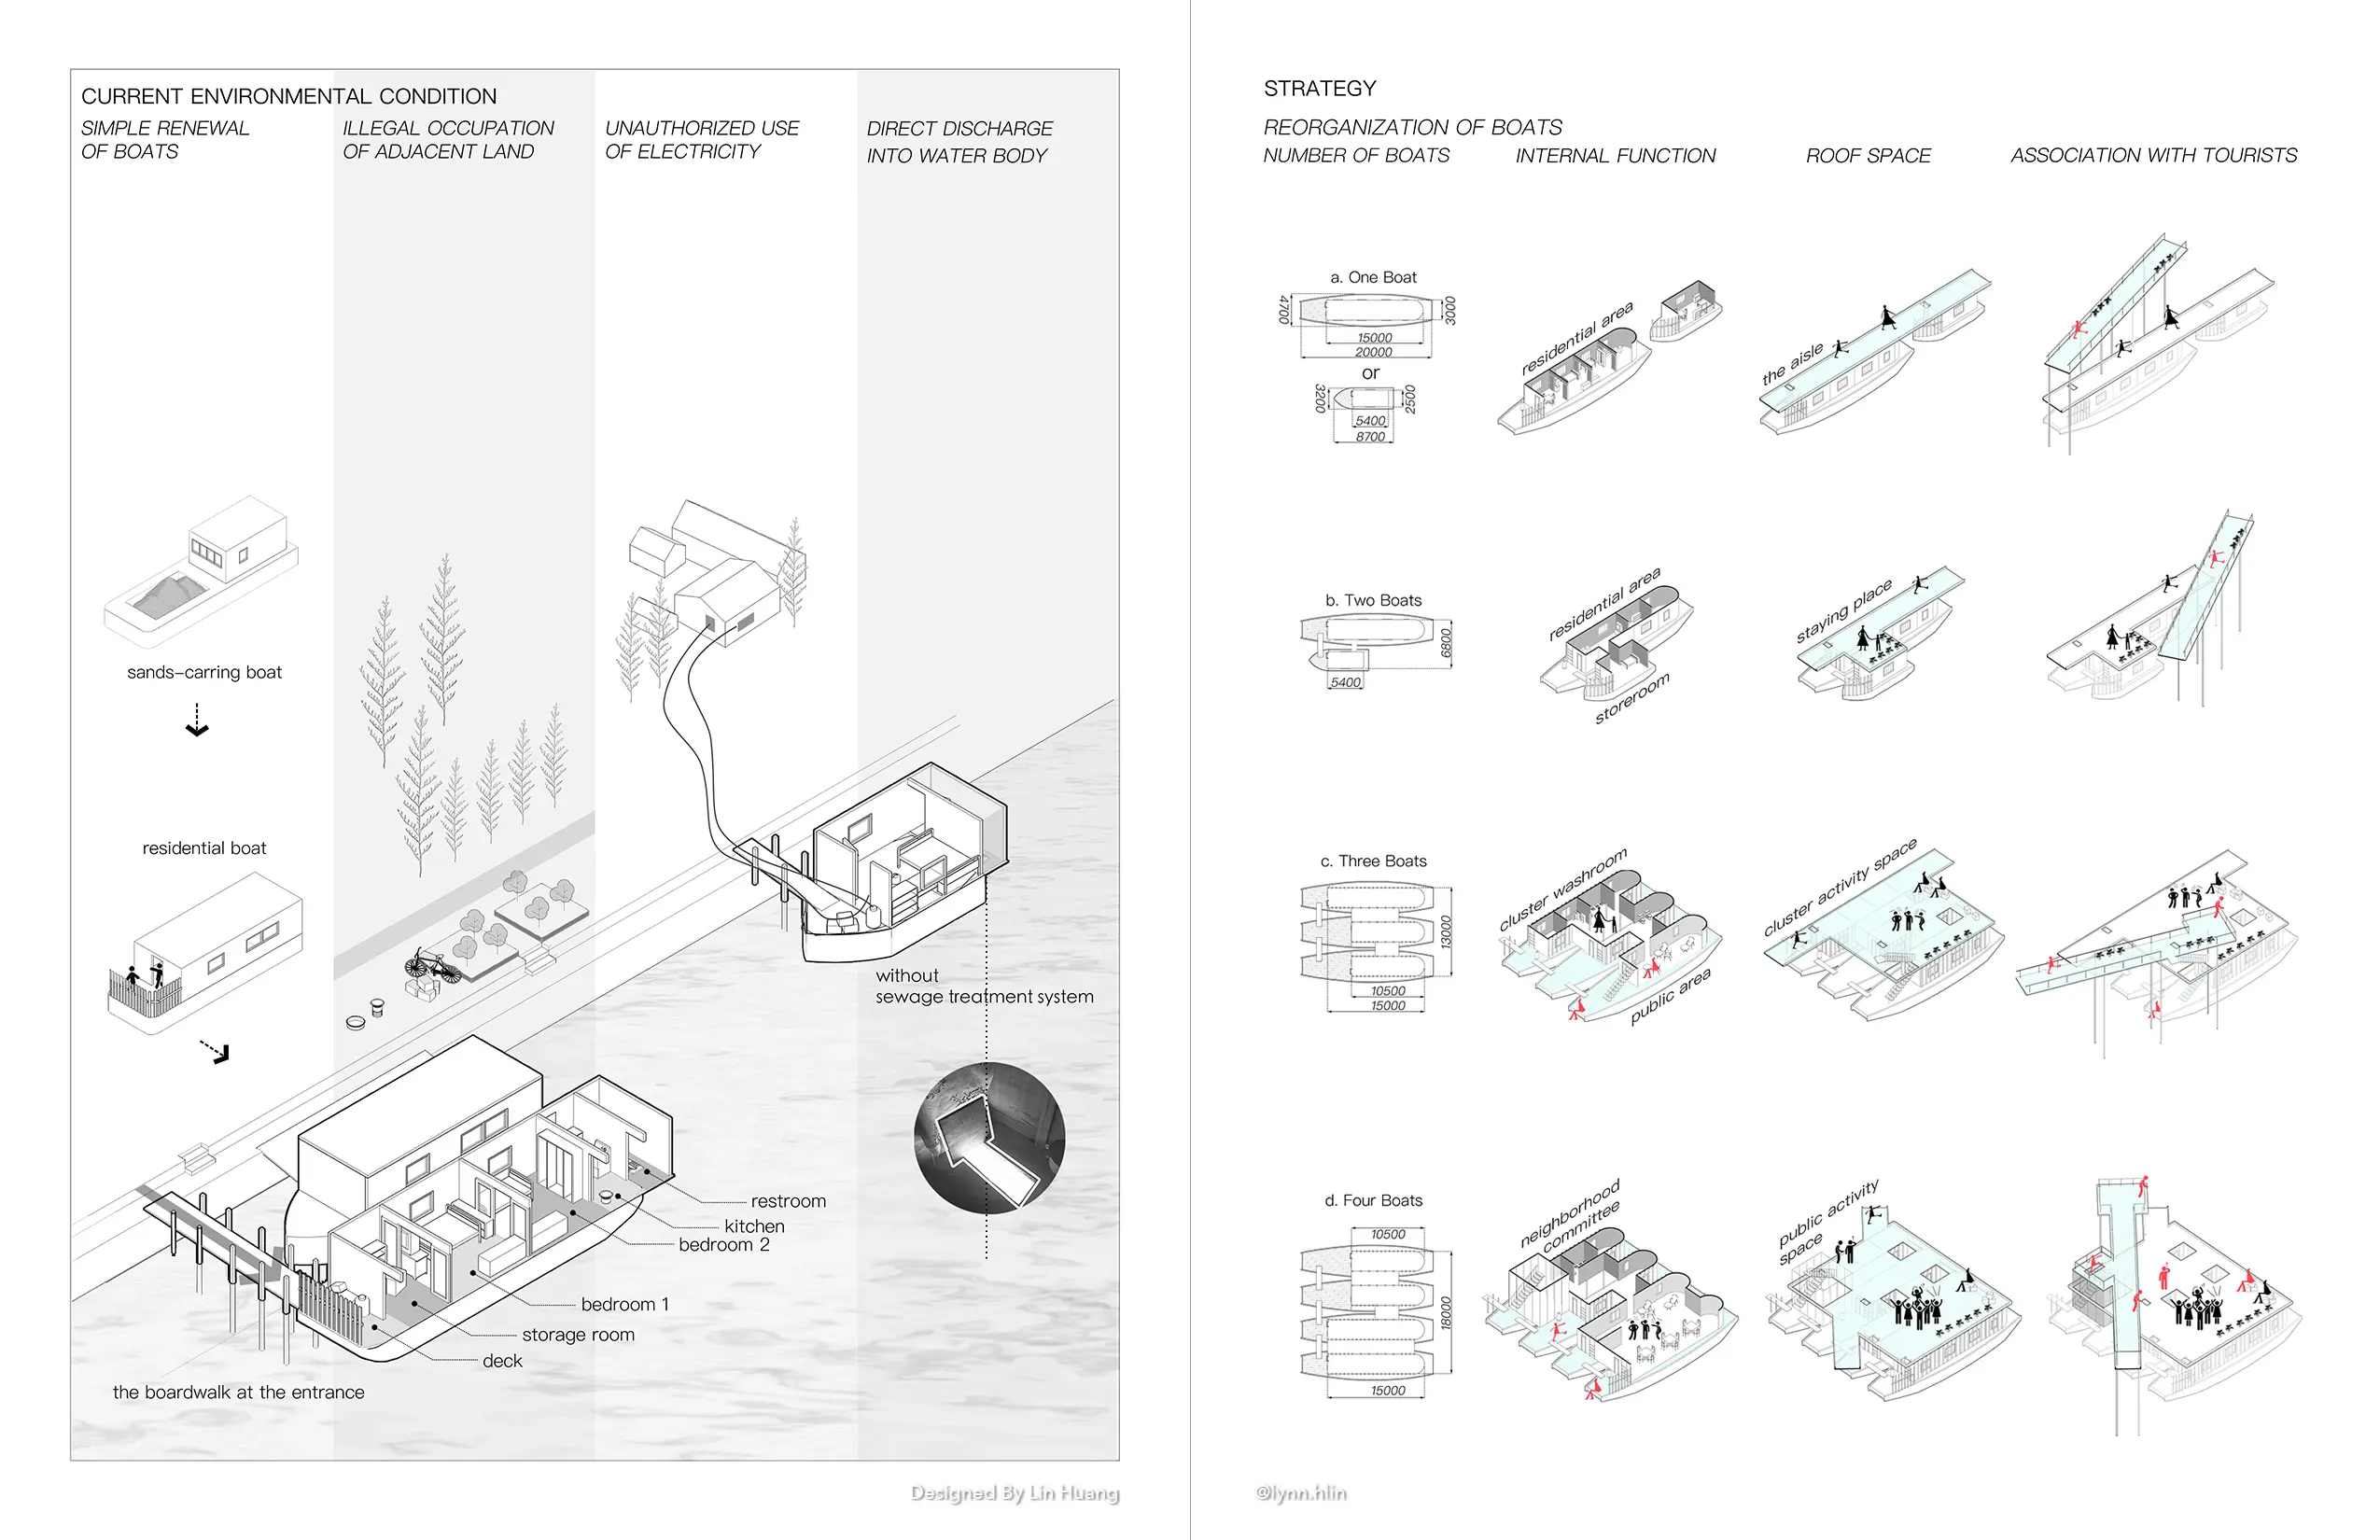 CURRENT ENVIRONMENTAL CONDITION
SIMPLE RENEWAL
OF BOATS
ILLEGAL OCCUPATION
OF ADJACENT LAND
UNAUTHORIZED USE
OF ELECTRICITY
DIRECT DISCHARGE
INTO WATER BODY
sands-carring boat
residential boat
without
sewage treatment system
restroom
kitchen
bedroom 2
bedroom 1
storage room
deck
the boardwalk at the entrance
Designed By Lin Huang
STRATEGY
REORGANIZATION OF BOATS
NUMBER OF BOATS
INTERNAL FUNCTION
ROOF SPACE
ASSOCIATION WITH TOURISTS
a. One Boat
4700
3000
15000
20000
or
3200
2500
5400
8700
residential area
the aisle
b. Two Boats
6800
5400
residential area
storeroom
staying place
c. Three Boats
13000
10500
15000
cluster washroom
public area
cluster activity space
d. Four Boats
10500
18000
15000
neighborhood
committee
public activity
space
@lynn.hlin